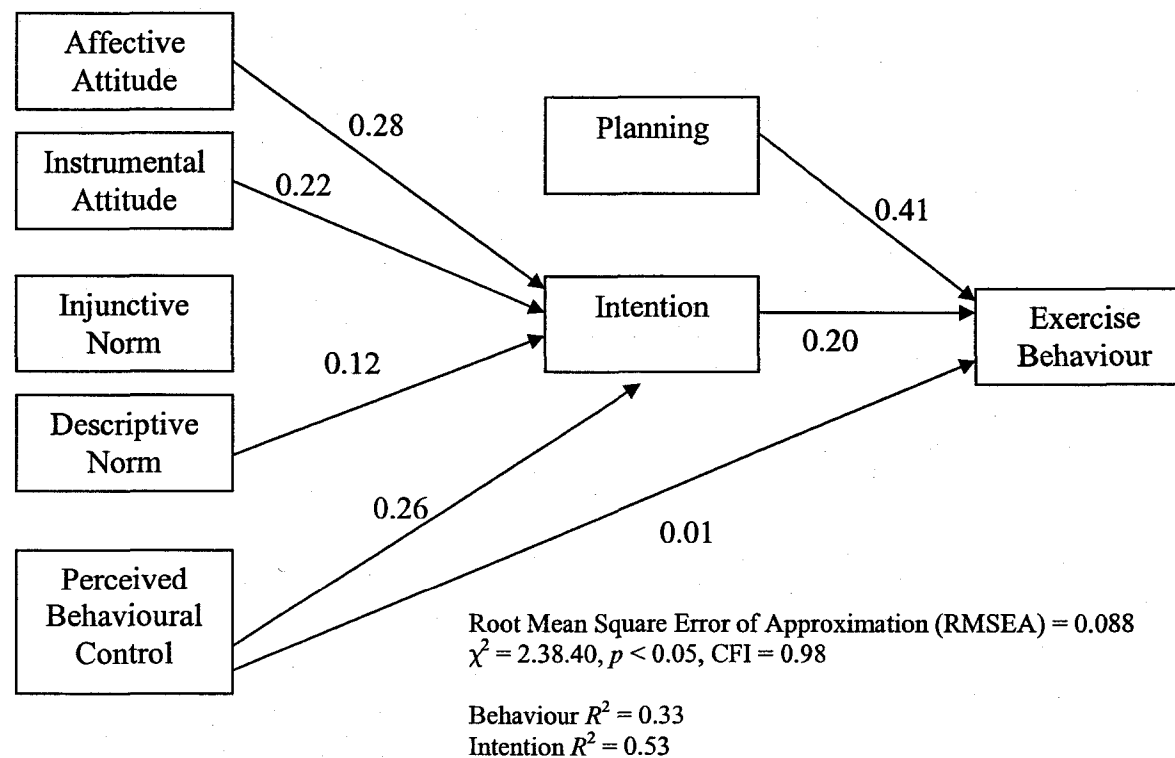 Affective
Attitude
0.28
Planning
Instrumental
Attitude
0.22
0.41
Injunctive
Norm
Intention
Exercise
Behaviour
0.20
0.12
Descriptive
Norm
0.26
0.01
Perceived
Behavioural
Control
Root Mean Square Error of Approximation (RMSEA) = 0.088
χ² = 2.38.40, p < 0.05, CFI = 0.98
Behaviour R² = 0.33
Intention R² = 0.53